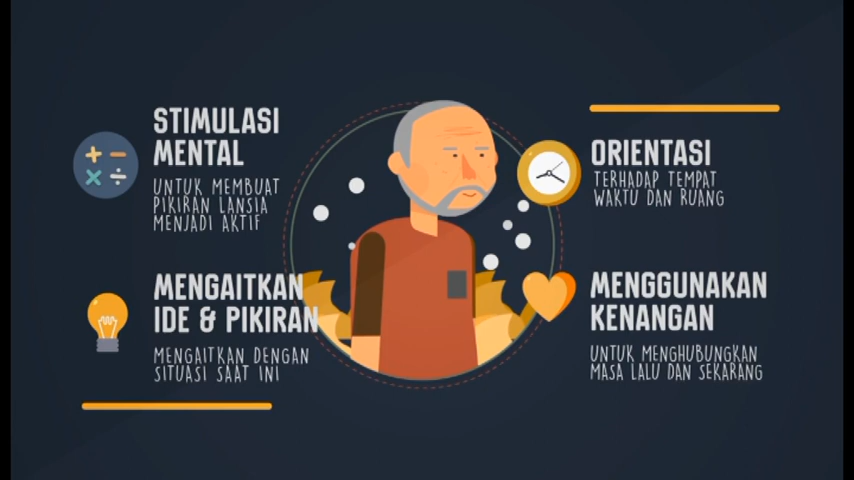 STIMULASI
MENTAL
UNTUK MEMBUAT
PIKIRAN LANSIA
MENJADI AKTIF
MENGAITKAN
IDE & PIKIRAN
MENGAITKAN DENGAN
SITUASI SAAT INI
ORIENTASI
TERHADAP TEMPAT
WAKTU DAN RUANG
MENGGUNAKAN
KENANGAN
UNTUK MENGHUBUNGKAN
MASA LALU DAN SEKARANG